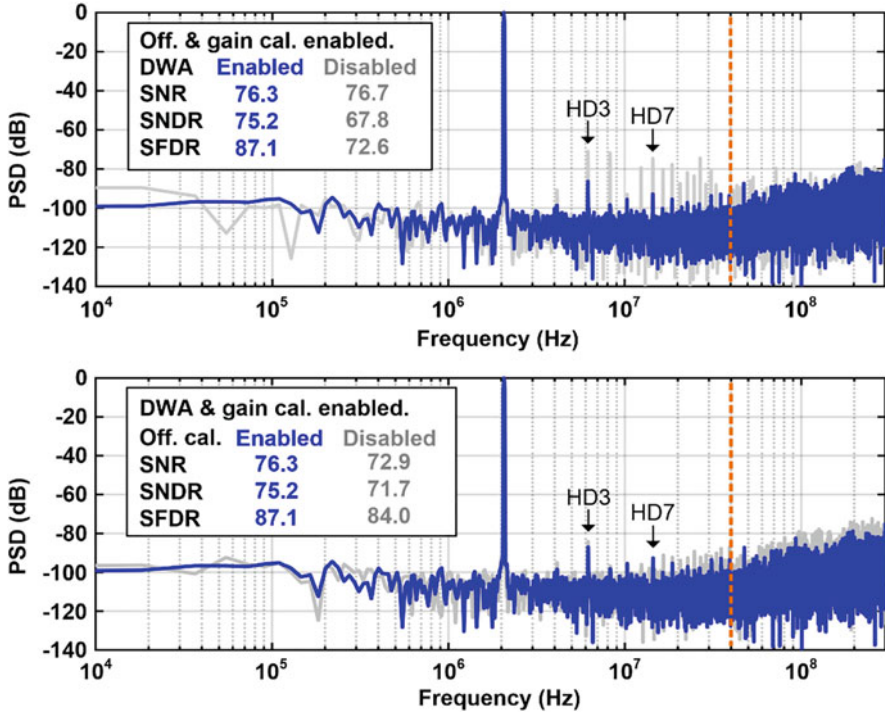 0
-20
-40
-60
-80
-100
-120
-140
PSD (dB)
Off. & gain cal. enabled.
DWA Enabled Disabled
SNR 76.3 76.7
SNDR 75.2 67.8
SFDR 87.1 72.6
HD3
HD7
10^4 10^5 10^6 10^7 10^8
Frequency (Hz)
0
-20
-40
-60
-80
-100
-120
-140
PSD (dB)
DWA & gain cal. enabled.
Off. cal. Enabled Disabled
SNR 76.3 72.9
SNDR 75.2 71.7
SFDR 87.1 84.0
HD3
HD7
10^4 10^5 10^6 10^7 10^8
Frequency (Hz)